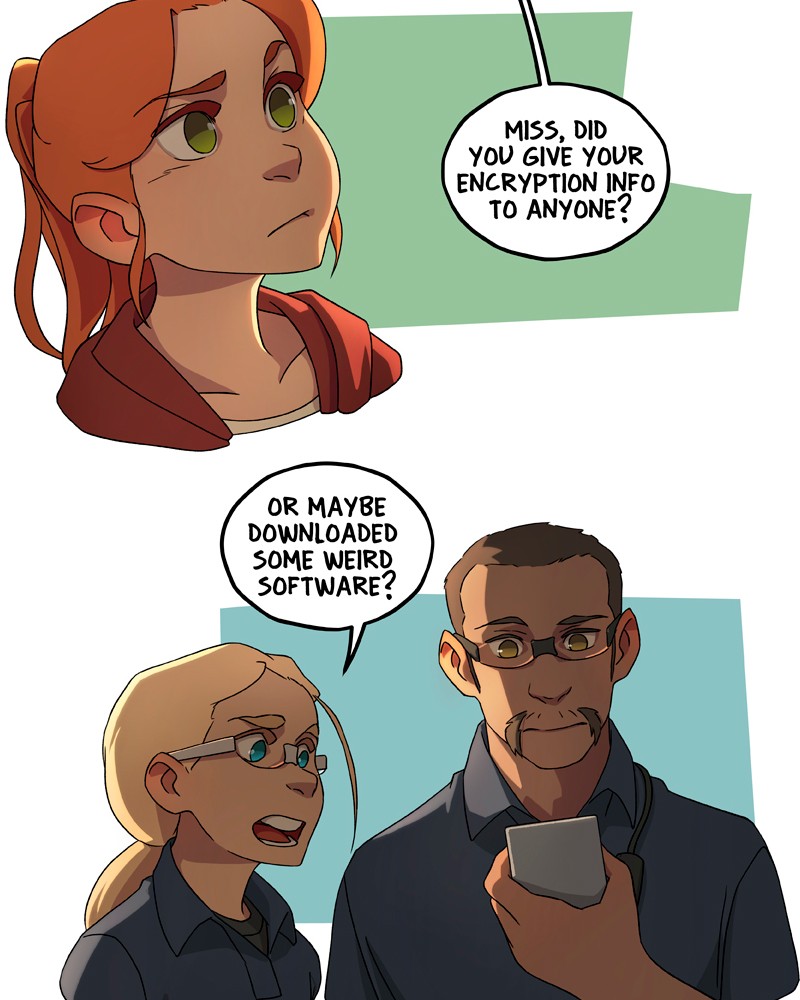 MISS, DID
YOU GIVE YOUR
ENCRYPTION INFO
TO ANYONE?
OR MAYBE
DOWNLOADED
SOME WEIRD
SOFTWARE?